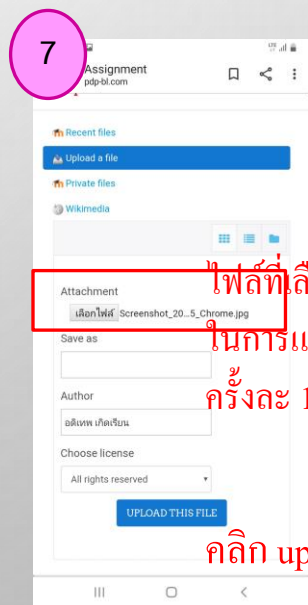 7
Assignment
pdp-bl.com
Recent files
Upload a file
Private files
Wikimedia
Attachment
เลือกไฟล์ Screenshot_20...5_Chrome.jpg
ไฟล์ที่เลื
Save as
ในการแ
Author
ครั้งละ 1
อดิเทพ เกิดเรียน
Choose license
All rights reserved
UPLOAD THIS FILE
คลิก up